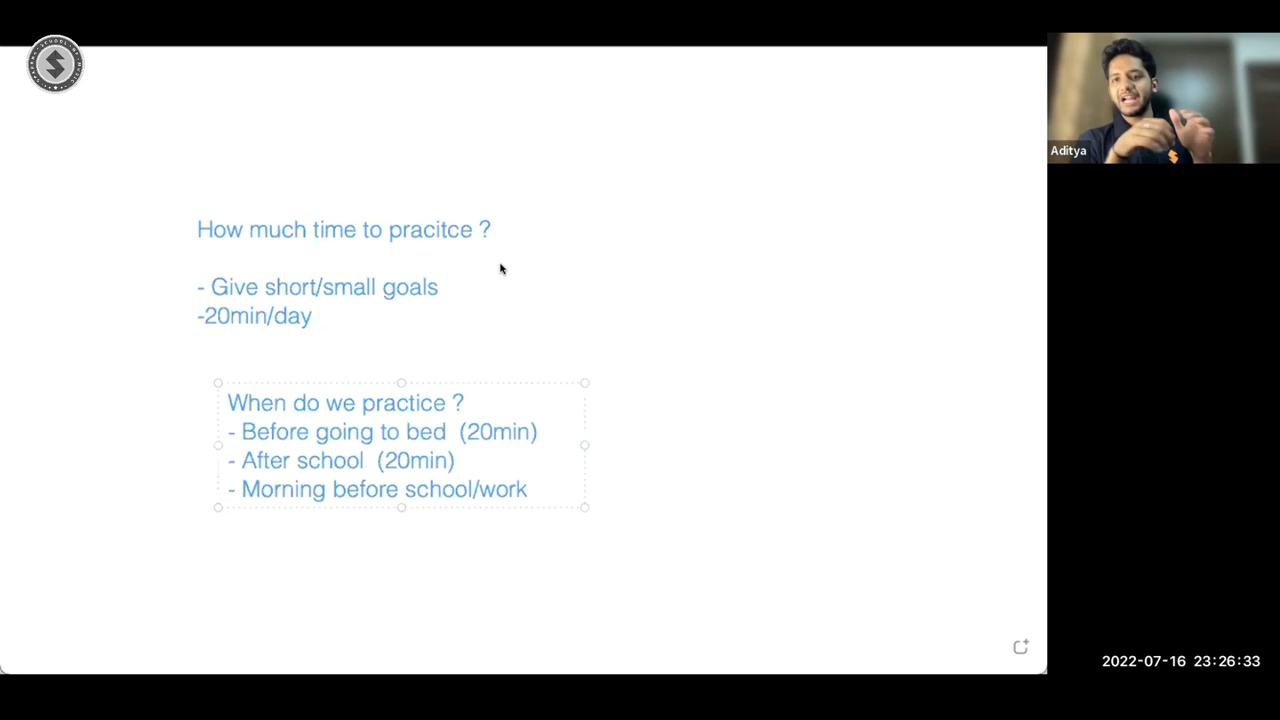 How much time to pracitce ?
- Give short/small goals
-20min/day
When do we practice ?
- Before going to bed (20min)
- After school (20min)
- Morning before school/work
Aditya
2022-07-16 23:26:33